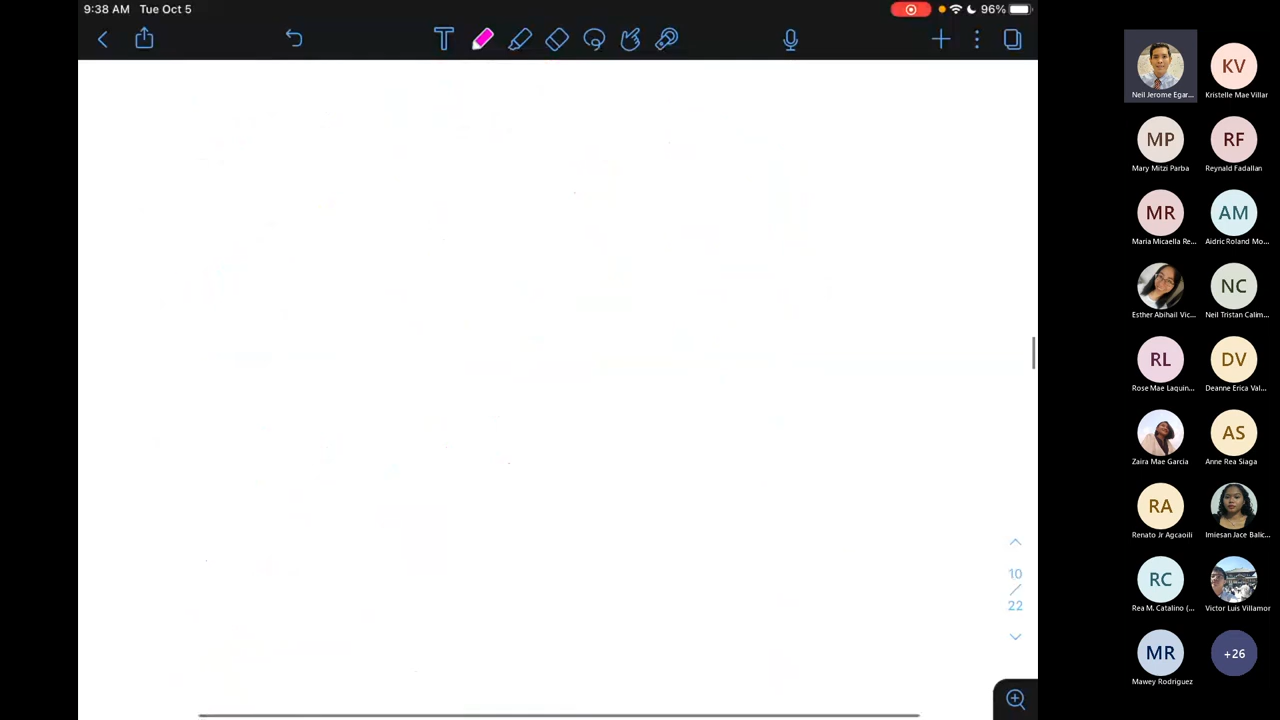 9:38 AM Tue Oct 5
96%
T
10
/
22
Neil Jerome Egar...
KV
Kristelle Mae Villar
MP
Mary Mitzi Parba
RF
Reynald Fadallan
MR
Maria Micaella Re...
AM
Aidric Roland Mo...
Esther Abihail Vic...
NC
Neil Tristan Calim...
RL
Rose Mae Laquin...
DV
Deanne Erica Val...
Zaira Mae Garcia
AS
Anne Rea Siaga
RA
Renato Jr Agcaoili
Imiesan Jace Balic...
RC
Rea M. Catalino (...
Victor Luis Villamor
MR
Mawey Rodriguez
+26